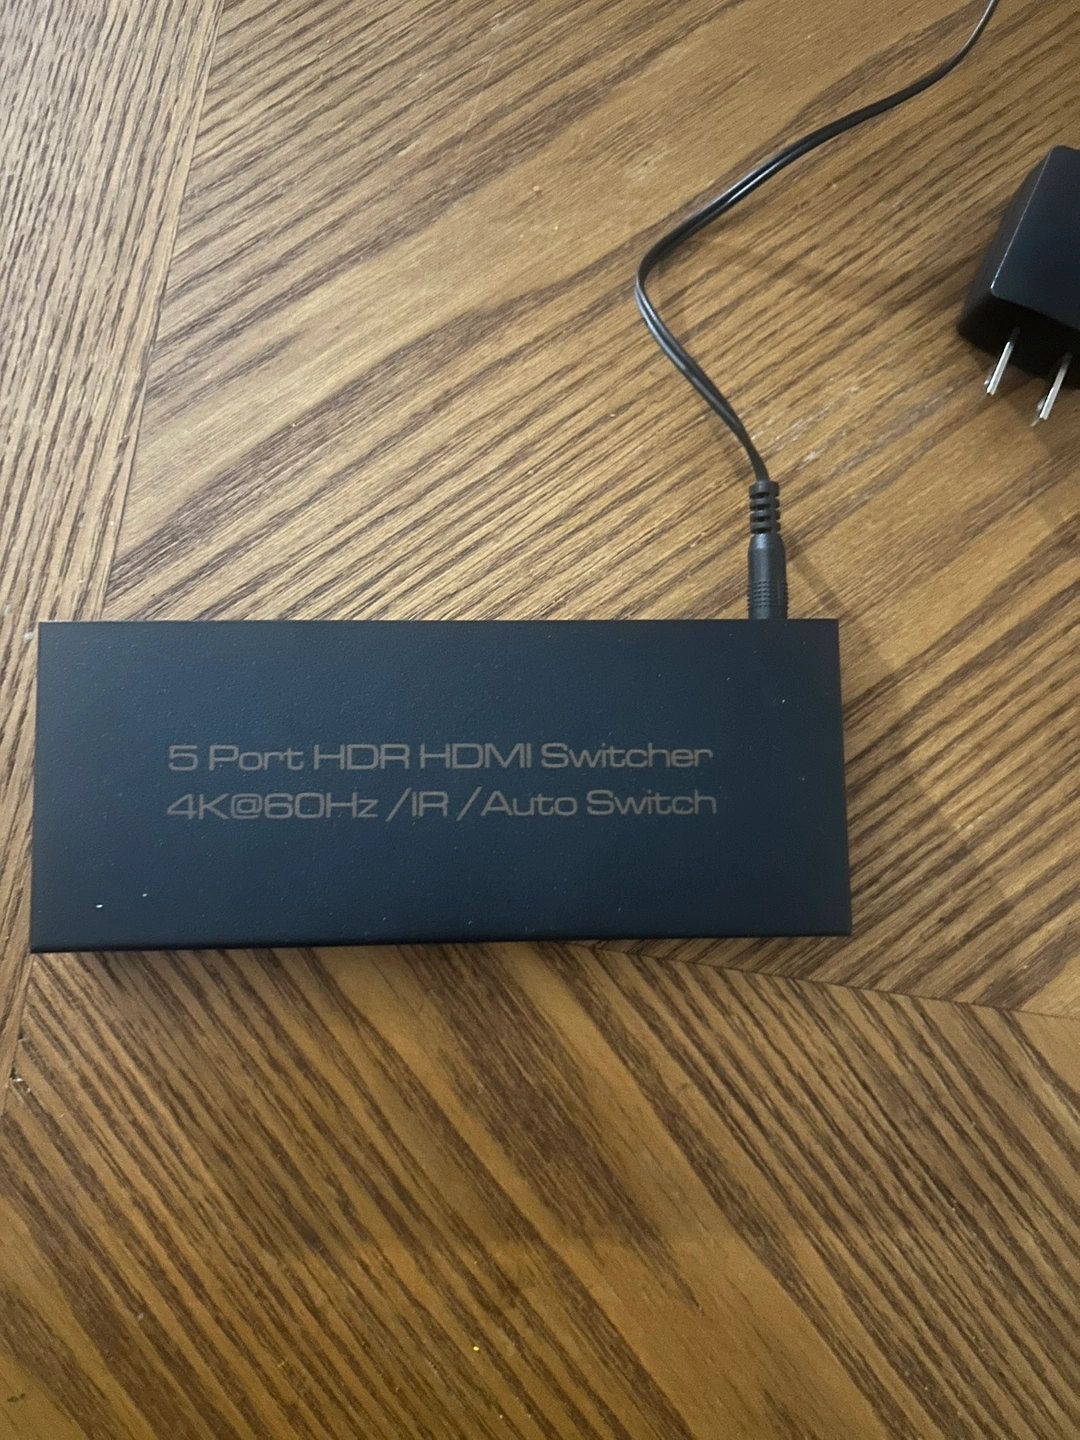 5 Port HDR HDMI Switcher
4K@60Hz /IR /Auto Switch